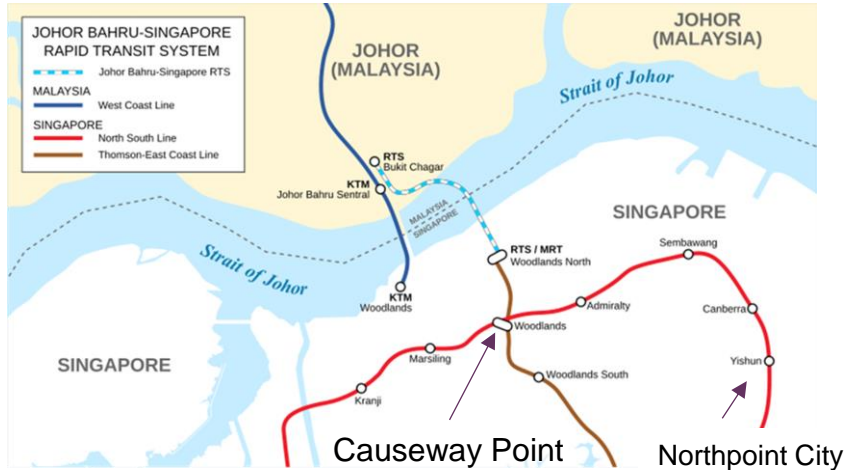 JOHOR BAHRU-SINGAPORE
RAPID TRANSIT SYSTEM
Johor Bahru-Singapore RTS
MALAYSIA
West Coast Line
SINGAPORE
North South Line
Thomson-East Coast Line
JOHOR
(MALAYSIA)
JOHOR
(MALAYSIA)
Strait of Johor
RTS
Bukit Chagar
KTM
Johor Bahru Sentral
MALAYSIA
SINGAPORE
SINGAPORE
Strait of Johor
RTS / MRT
Woodlands North
Sembawang
KTM
Woodlands
Admiralty
Canberra
Woodlands
Marsiling
Yishun
SINGAPORE
Woodlands South
Kranji
Causeway Point
Northpoint City